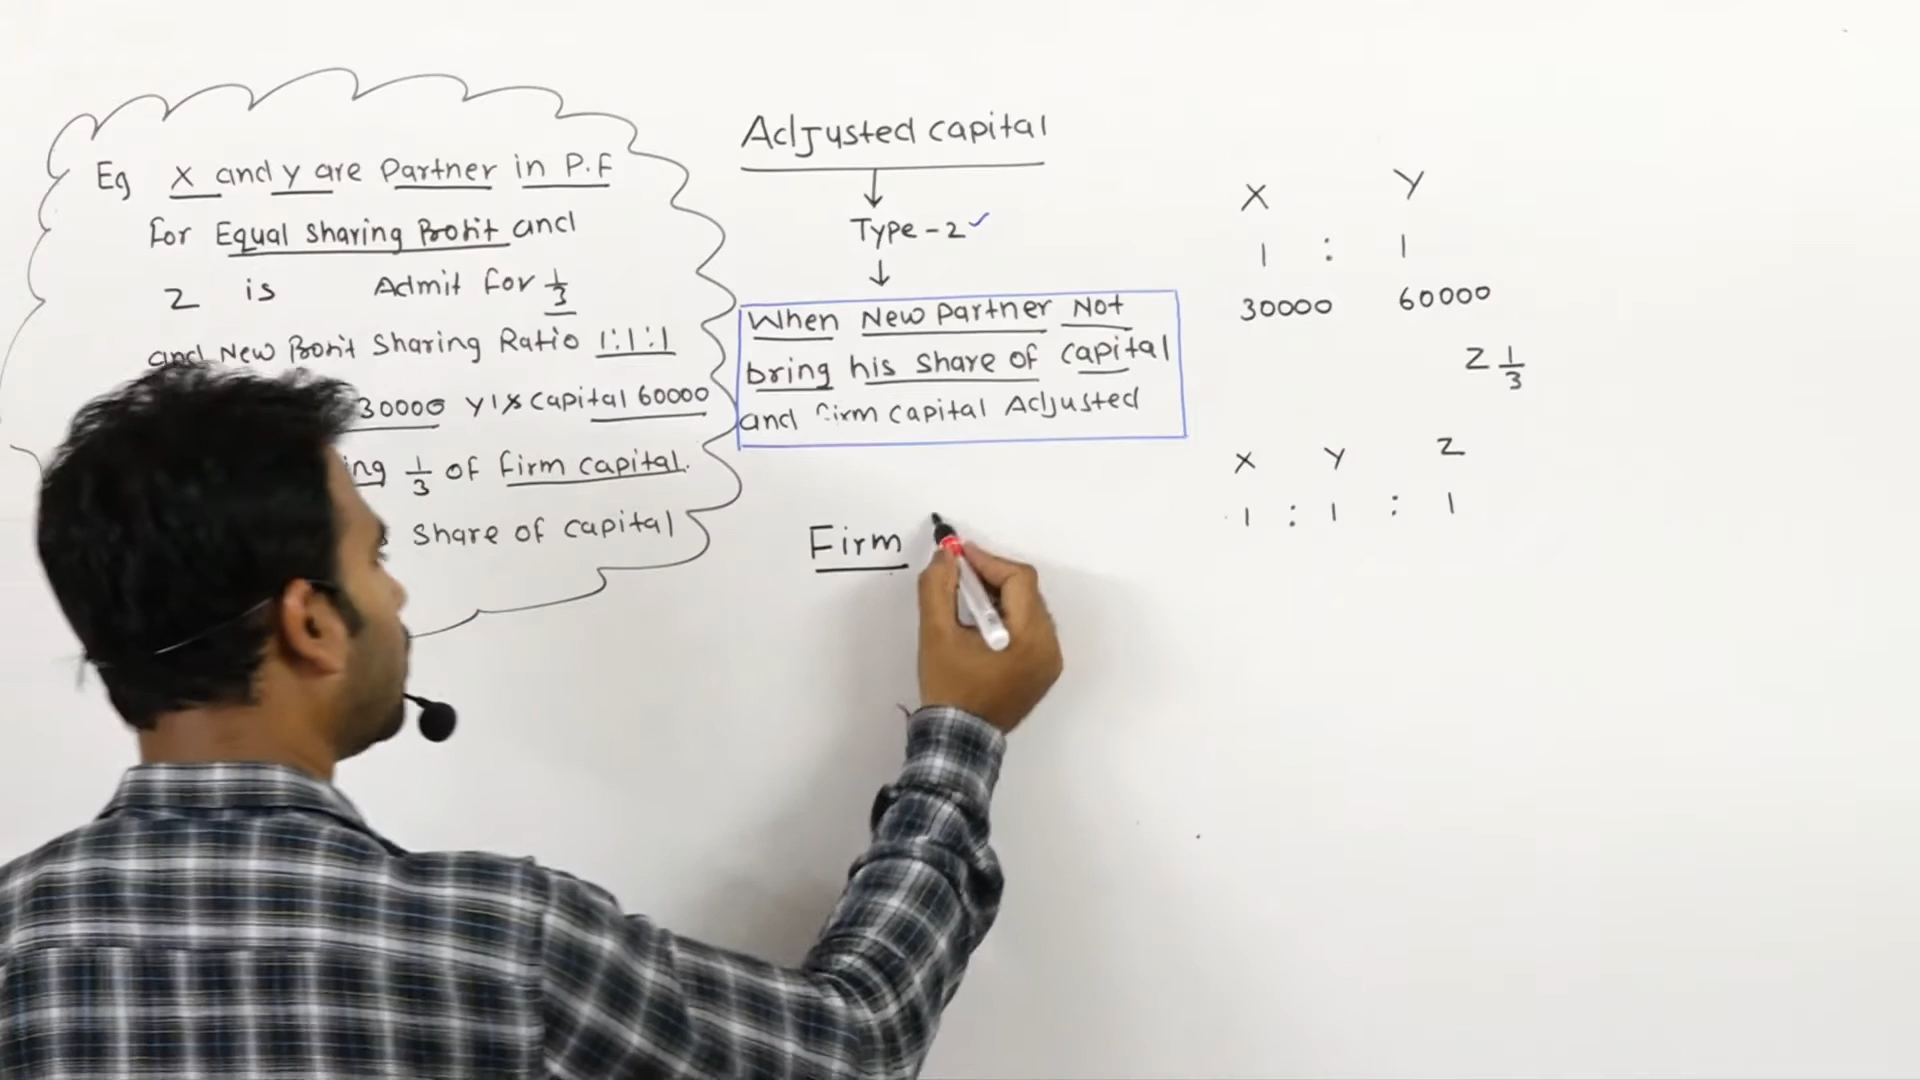 Eg X and y are Partner in P.F
for Equal sharing Profit and
Z is Admit for 1/3
and New Profit Sharing Ratio 1:1:1
30000 y's capital 60000
ing 1/3 of firm capital.
share of capital
Adjusted capital
Type-2 ✓
When New partner Not
bring his share of capital
and firm capital Adjusted
Firm
X Y
1 : 1
30000 60000
Z 1/3
X Y Z
1 : 1 : 1